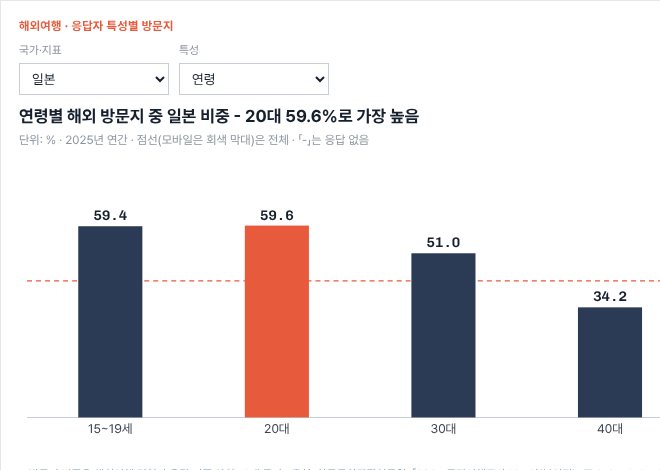 해외여행 · 응답자 특성별 방문지
국가·지표 특성
일본 연령
연령별 해외 방문지 중 일본 비중 - 20대 59.6%로 가장 높음
단위: % · 2025년 연간 · 점선(모바일은 회색 막대)은 전체 · 「-」는 응답 없음
59.4 59.6 51.0 34.2
15~19세 20대 30대 40대